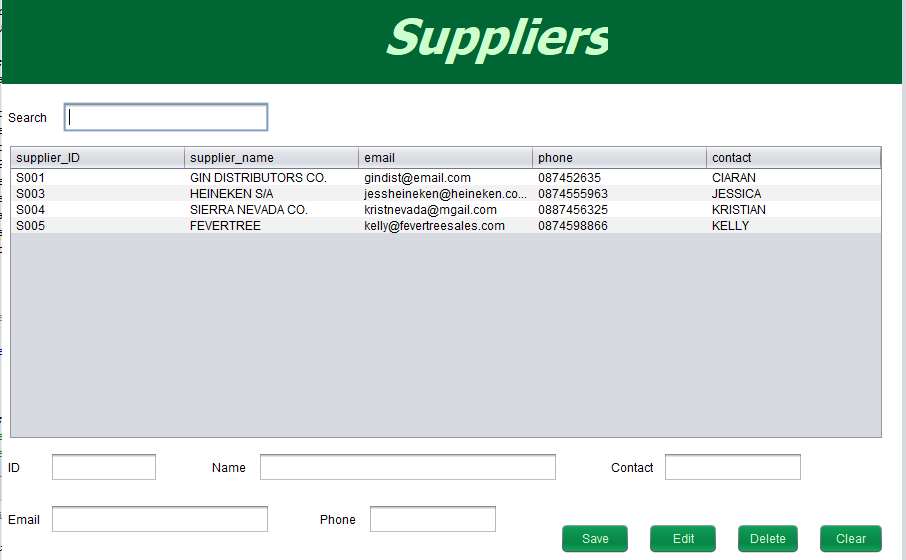 Suppliers
Search
supplier_ID supplier_name email phone contact
S001 GIN DISTRIBUTORS CO. gindist@email.com 087452635 CIARAN
S003 HEINEKEN S/A jessheineken@heineken.co... 0874555963 JESSICA
S004 SIERRA NEVADA CO. kristnevada@mgail.com 0887456325 KRISTIAN
S005 FEVERTREE kelly@fevertreesales.com 0874598866 KELLY
ID Name Contact
Email Phone
Save Edit Delete Clear